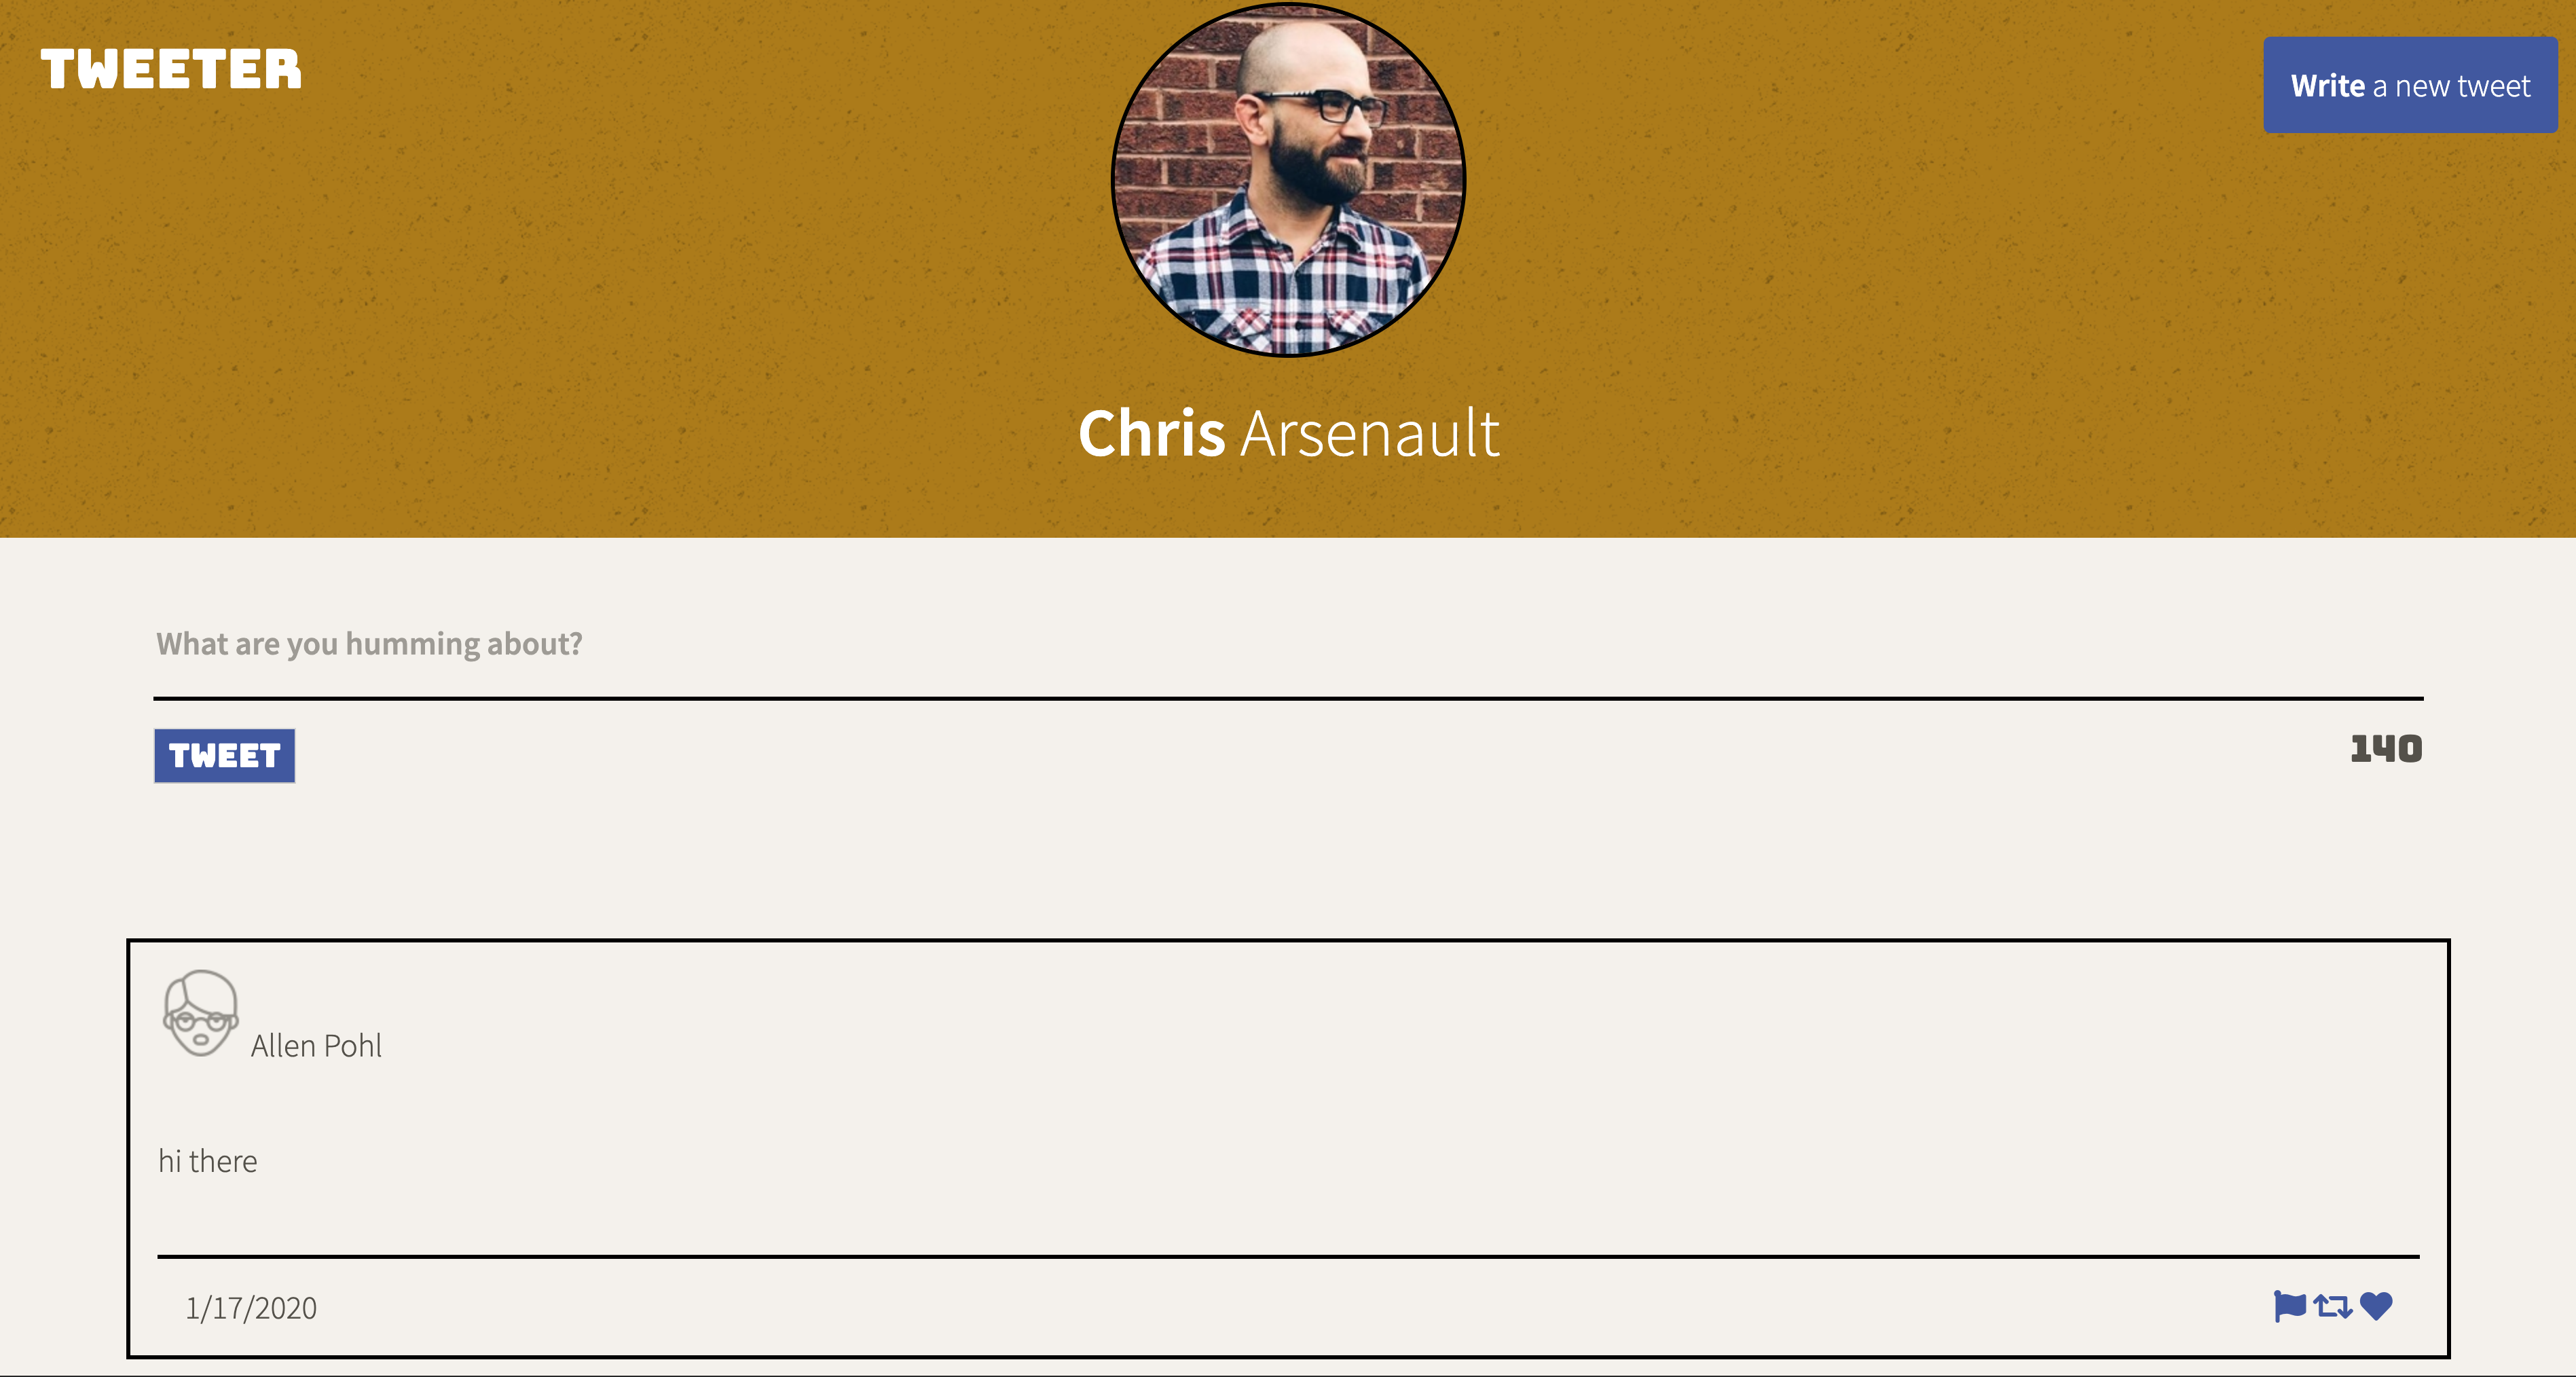 TWEETER
Write a new tweet
Chris Arsenault
What are you humming about?
TWEET
140
Allen Pohl
hi there
1/17/2020